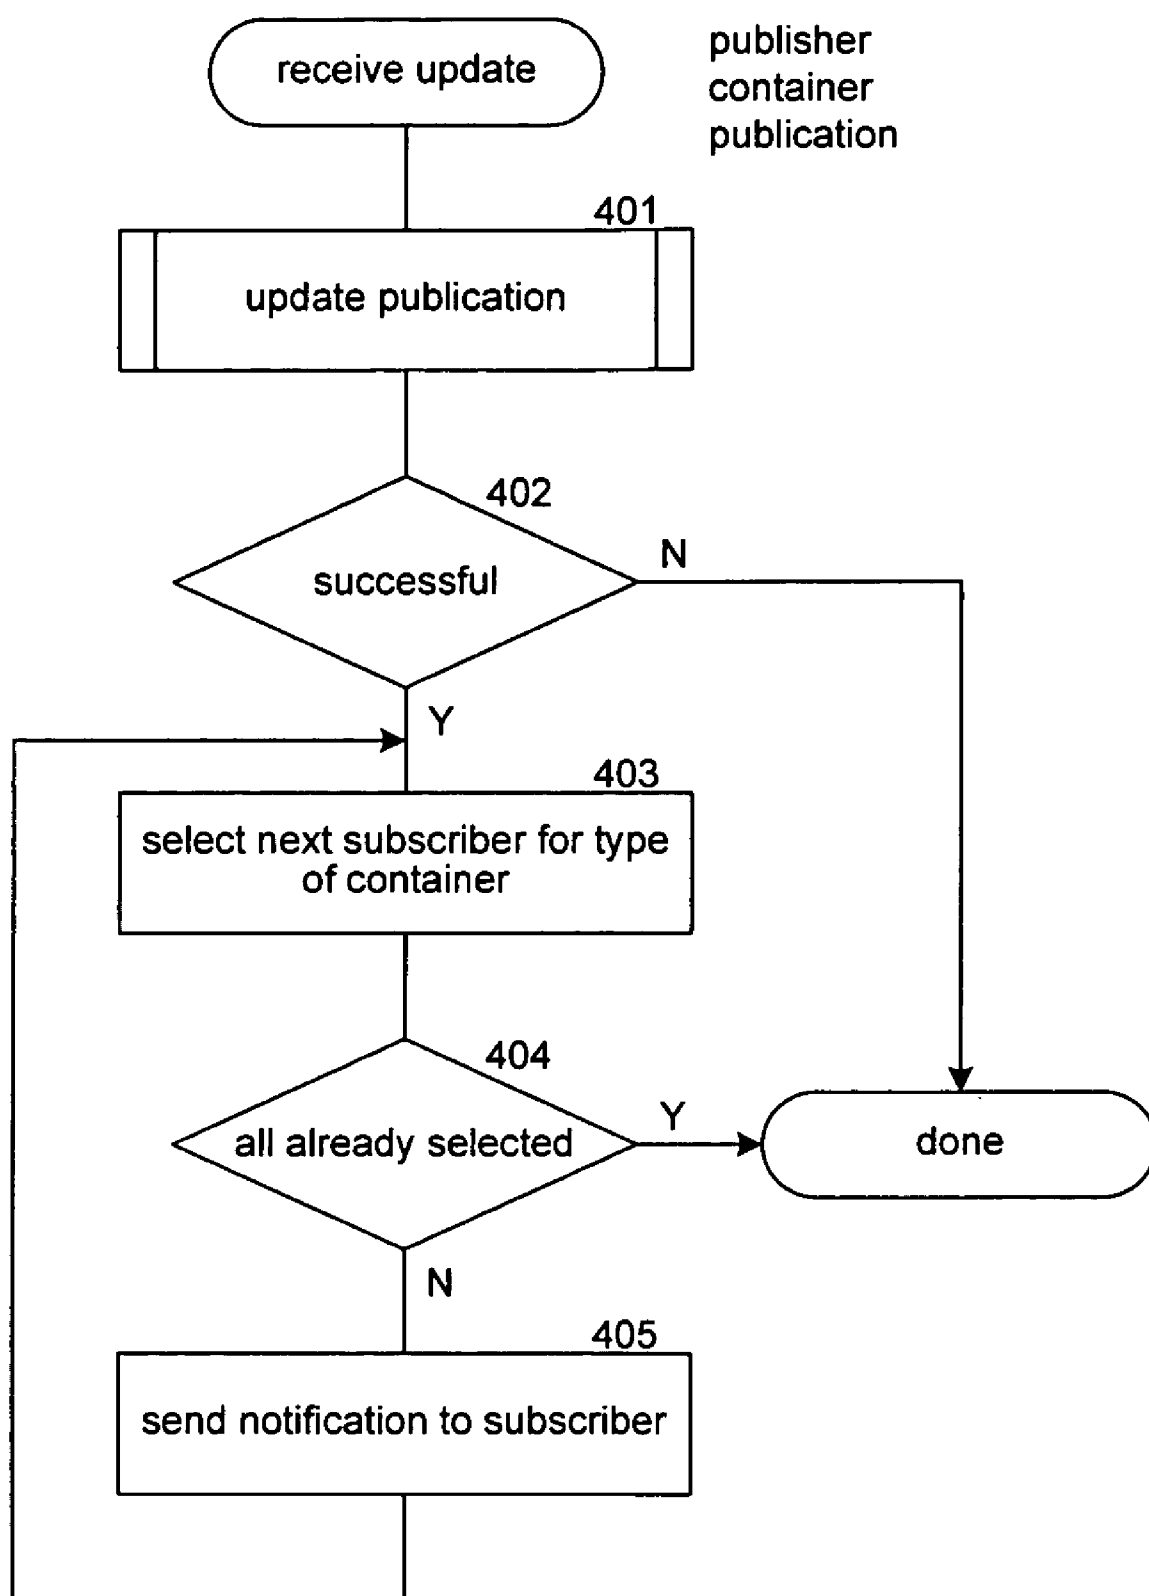 receive update
publisher
container
publication
401
update publication
402
successful
N
Y
403
select next subscriber for type
of container
404
all already selected
Y
done
N
405
send notification to subscriber